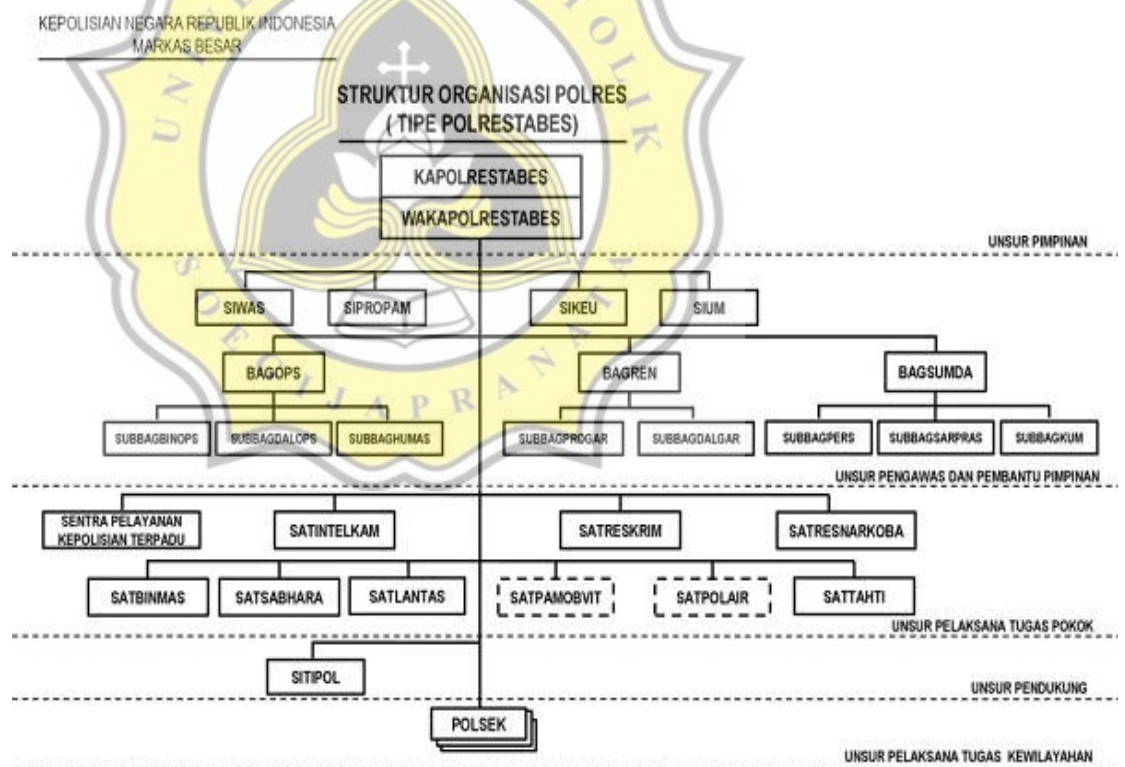 KEPOLISIAN NEGARA REPUBLIK INDONESIA
MARKAS BESAR
UNIVERSITAS KATOLIK
STRUKTUR ORGANISASI POLRES
( TIPE POLRESTABES)
KAPOLRESTABES
WAKAPOLRESTABES
UNSUR PIMPINAN
SIWAS
SIPROPAM
SIKEU
SIUM
SOEGIJAPRANATA
BAGOPS
BAGREN
BAGSUMDA
SUBBAGBINOPS
SUBBAGDALOPS
SUBBAGHUMAS
SUBBAGPROGAR
SUBBAGDALGAR
SUBBAGPERS
SUBBAGSARPRAS
SUBBAGKUM
UNSUR PENGAWAS DAN PEMBANTU PIMPINAN
SENTRA PELAYANAN
KEPOLISIAN TERPADU
SATINTELKAM
SATRESKRIM
SATRESNARKOBA
SATBINMAS
SATSABHARA
SATLANTAS
SATPAMOBVIT
SATPOLAIR
SATTAHTI
UNSUR PELAKSANA TUGAS POKOK
SITIPOL
UNSUR PENDUKUNG
POLSEK
UNSUR PELAKSANA TUGAS KEWILAYAHAN